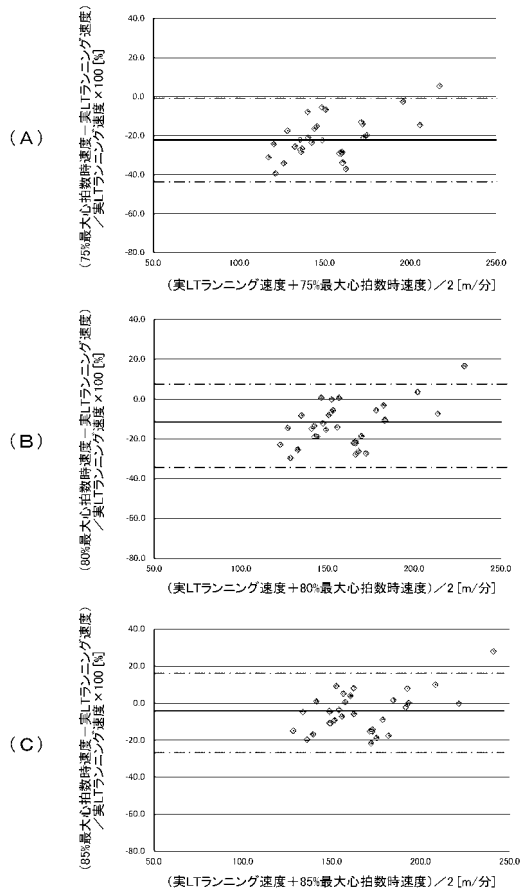 (A)
(75%最大心拍数時速度－実LTランニング速度)
／実LTランニング速度×100 [%]
40.0
20.0
0.0
-20.0
-40.0
-60.0
-80.0
50.0 100.0 150.0 200.0 250.0
(実LTランニング速度＋75%最大心拍数時速度)／2 [m/分]
(B)
(80%最大心拍数時速度－実LTランニング速度)
／実LTランニング速度×100 [%]
40.0
20.0
0.0
-20.0
-40.0
-60.0
-80.0
50.0 100.0 150.0 200.0 250.0
(実LTランニング速度＋80%最大心拍数時速度)／2 [m/分]
(C)
(85%最大心拍数時速度－実LTランニング速度)
／実LTランニング速度×100 [%]
40.0
20.0
0.0
-20.0
-40.0
-60.0
-80.0
50.0 100.0 150.0 200.0 250.0
(実LTランニング速度＋85%最大心拍数時速度)／2 [m/分]